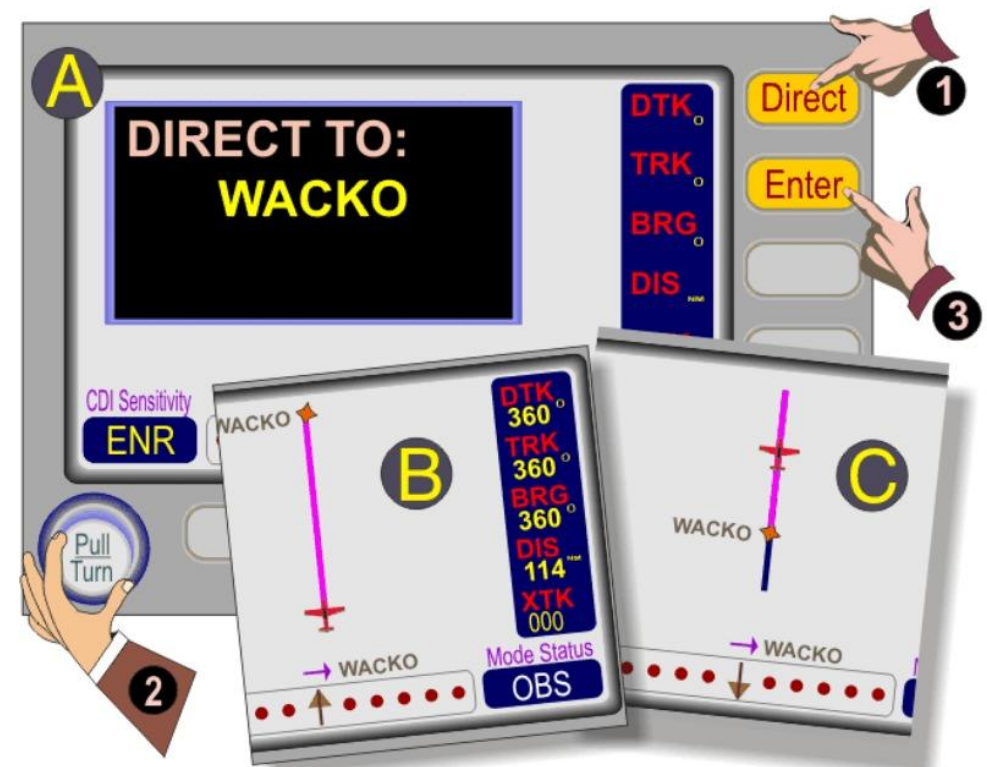 A
DIRECT TO:
WACKO
DTK o
TRK o
BRG o
DIS NM
Direct
Enter
1
3
CDI Sensitivity
ENR
Pull
Turn
2
WACKO
B
DTK
360 o
TRK
360 o
BRG
360 o
DIS
114 NM
XTK
000
→ WACKO
Mode Status
OBS
C
WACKO
→ WACKO